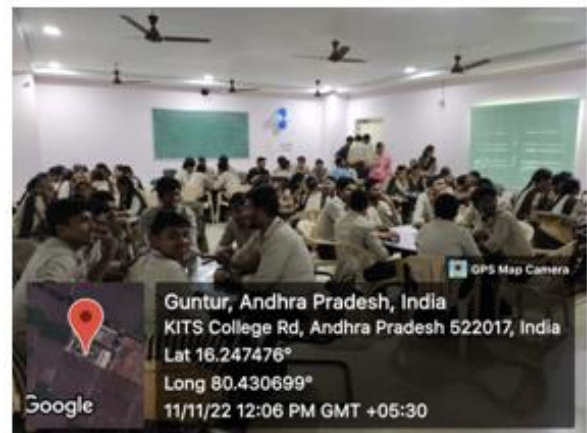 GPS Map Camera
Guntur, Andhra Pradesh, India
KITS College Rd, Andhra Pradesh 522017, India
Lat 16.247476°
Long 80.430699°
11/11/22 12:06 PM GMT +05:30
Google